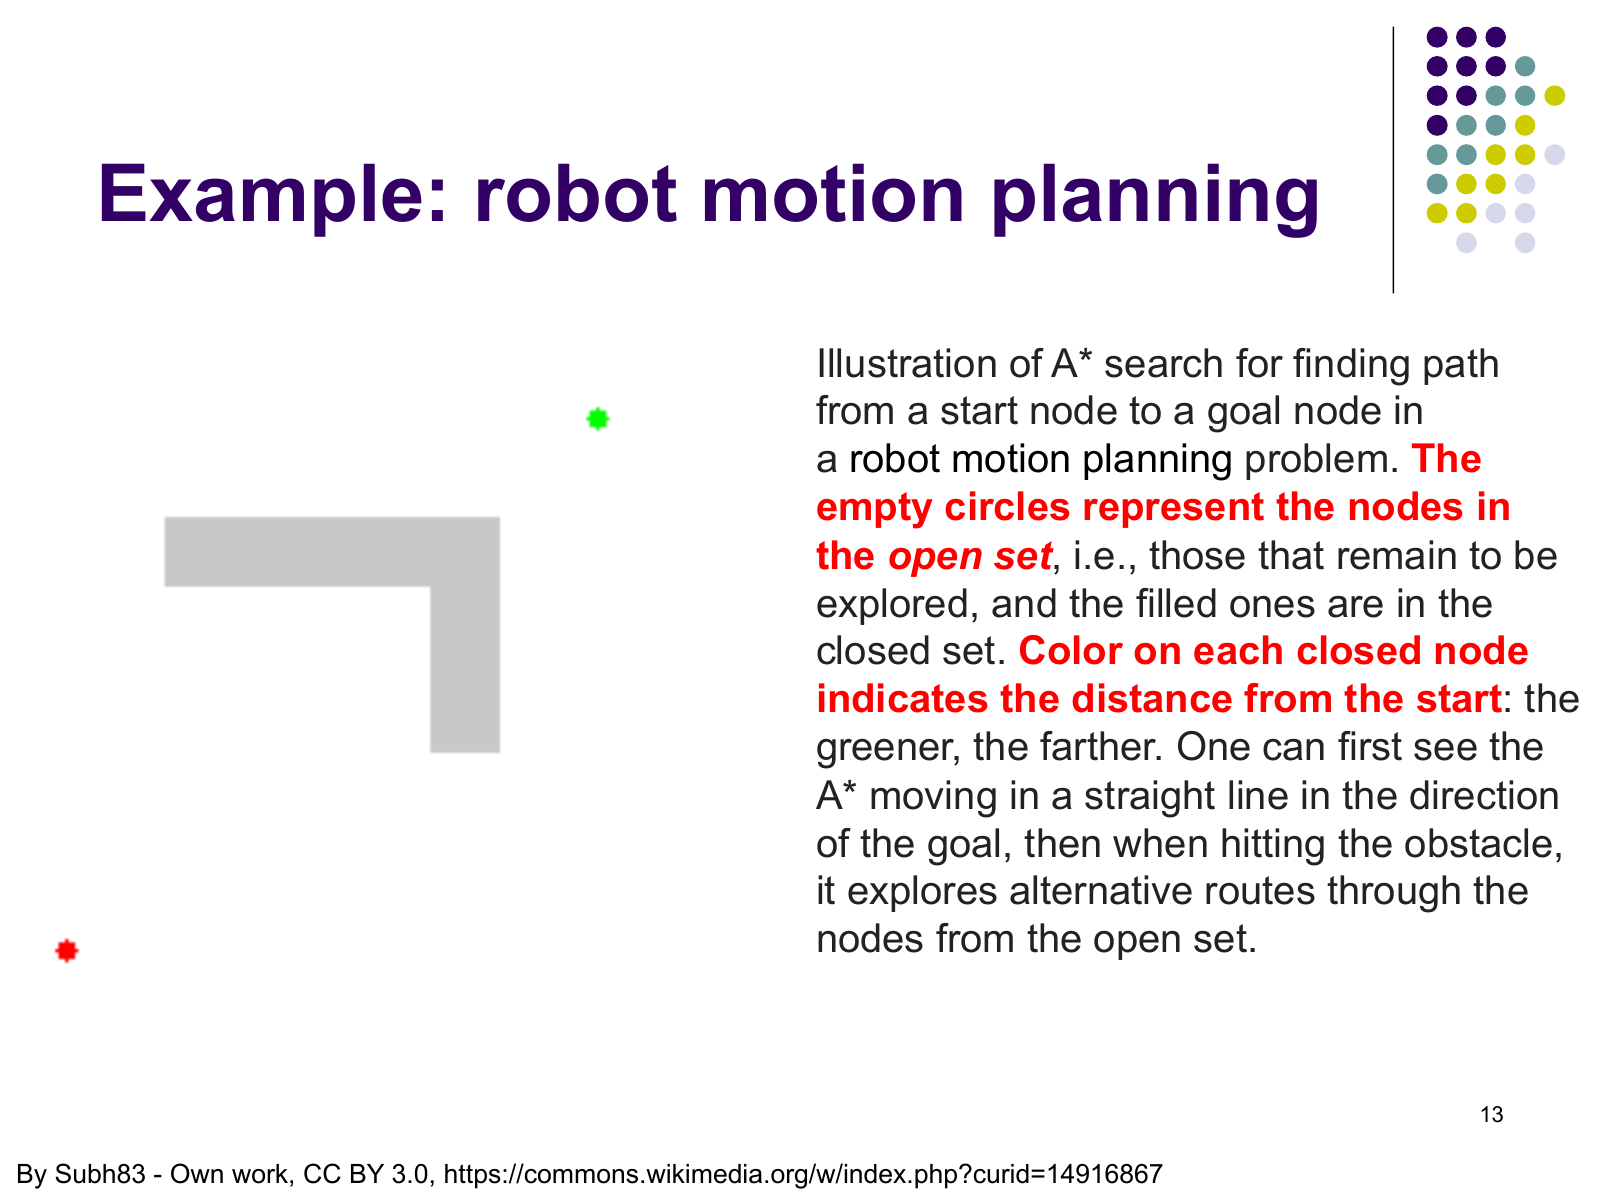 Example: robot motion planning
Illustration of A* search for finding path
from a start node to a goal node in
a robot motion planning problem. The
empty circles represent the nodes in
the open set, i.e., those that remain to be
explored, and the filled ones are in the
closed set. Color on each closed node
indicates the distance from the start: the
greener, the farther. One can first see the
A* moving in a straight line in the direction
of the goal, then when hitting the obstacle,
it explores alternative routes through the
nodes from the open set.
13
By Subh83 - Own work, CC BY 3.0, https://commons.wikimedia.org/w/index.php?curid=14916867